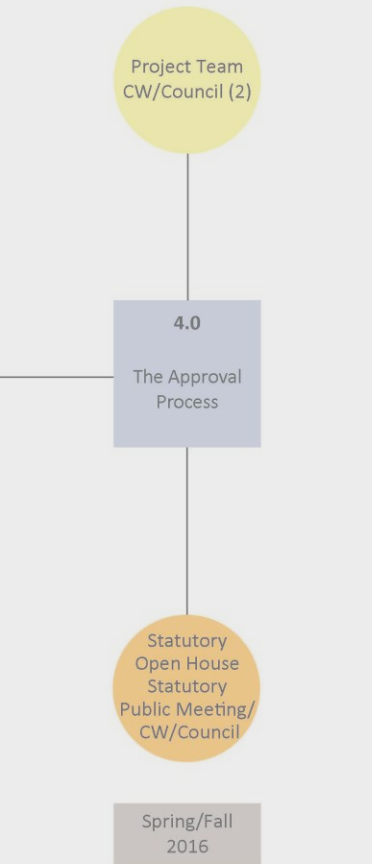 Project Team
CW/Council (2)
4.0
The Approval
Process
Statutory
Open House
Statutory
Public Meeting/
CW/Council
Spring/Fall
2016